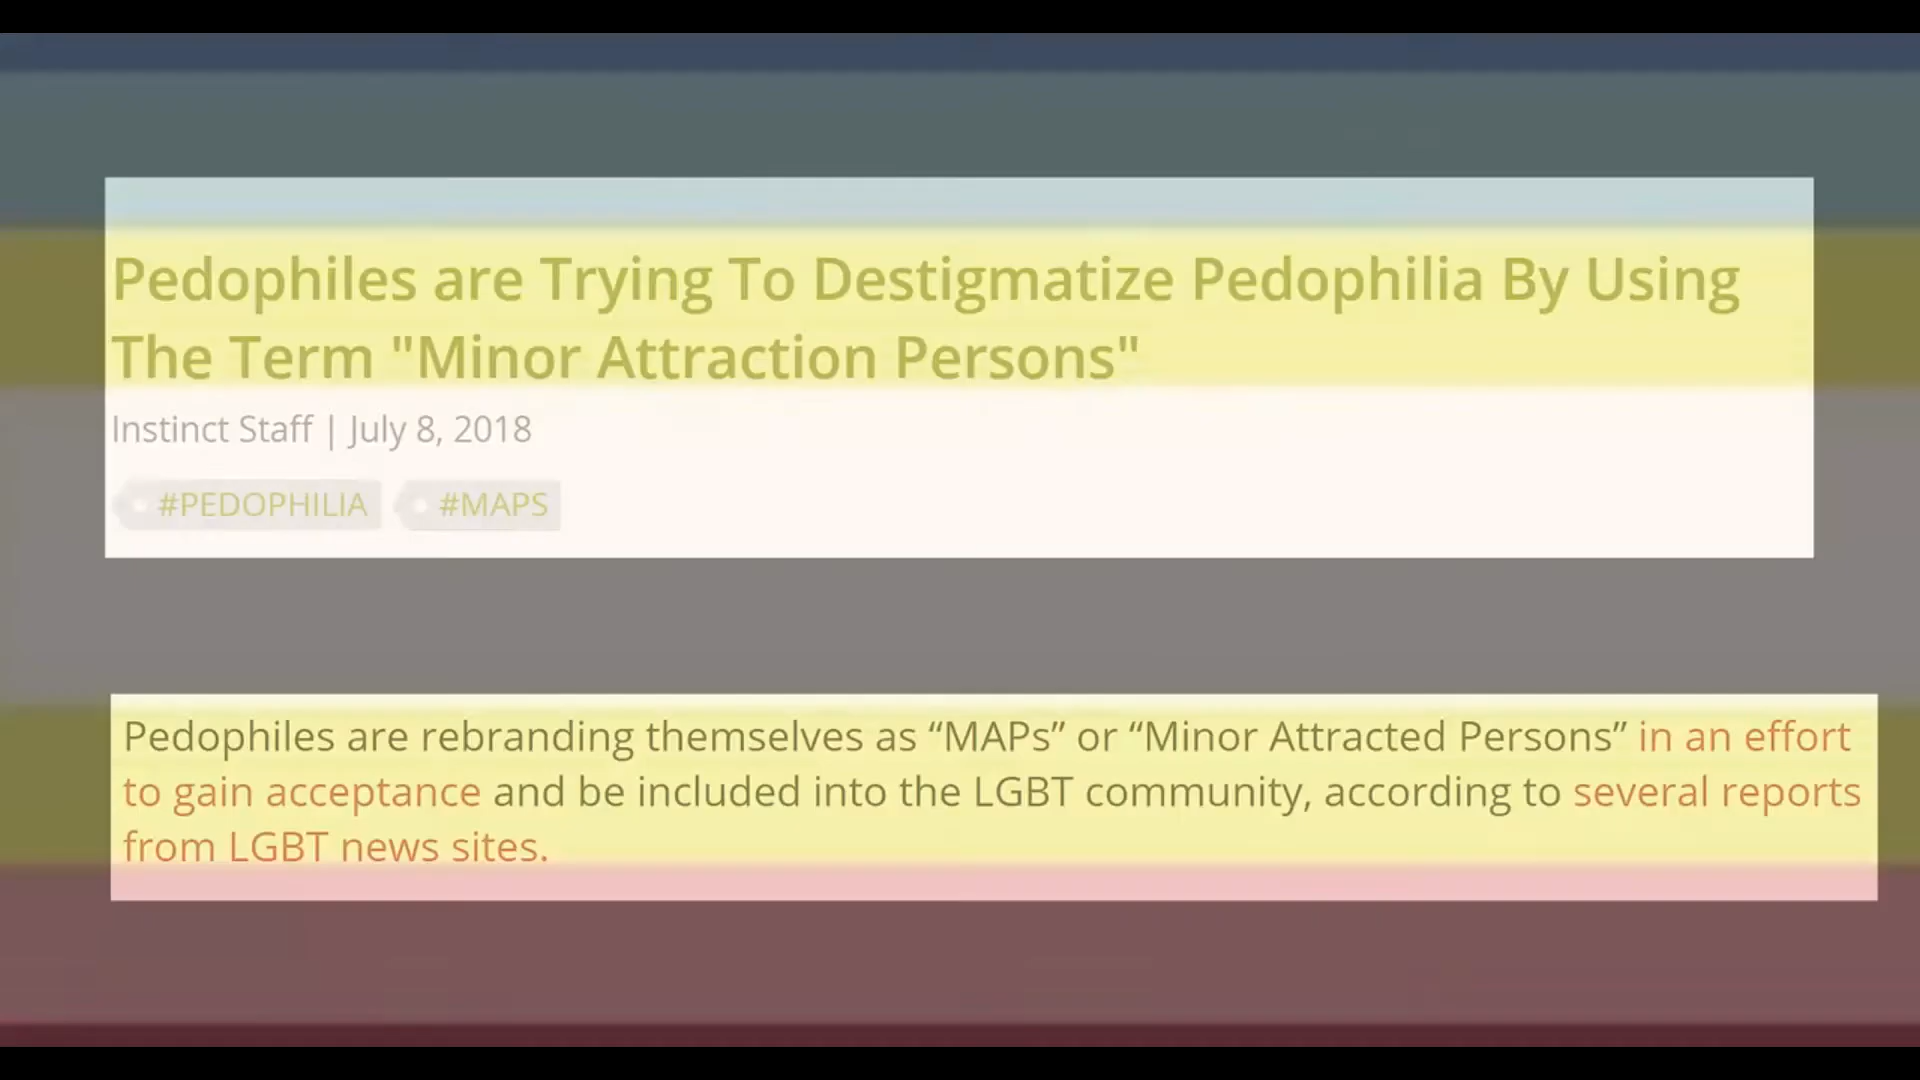 Pedophiles are Trying To Destigmatize Pedophilia By Using
The Term "Minor Attraction Persons"
Instinct Staff | July 8, 2018
#PEDOPHILIA #MAPS
Pedophiles are rebranding themselves as “MAPs” or “Minor Attracted Persons” in an effort
to gain acceptance and be included into the LGBT community, according to several reports
from LGBT news sites.